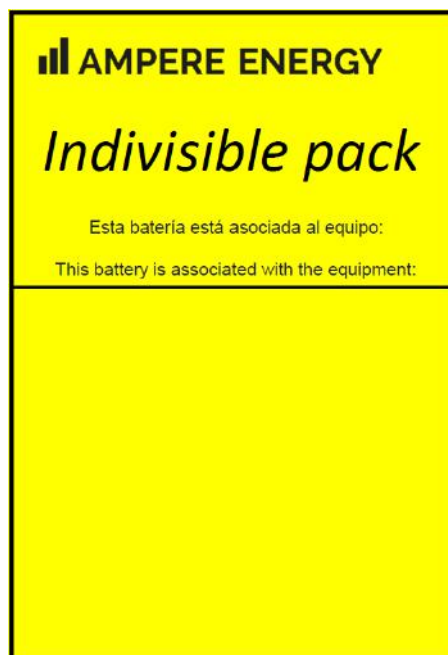 AMPERE ENERGY
Indivisible pack
Esta batería está asociada al equipo:
This battery is associated with the equipment: